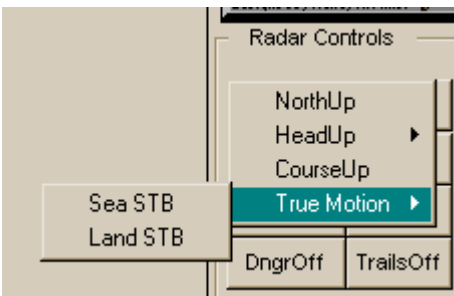 Radar Controls
NorthUp
HeadUp
CourseUp
True Motion
Sea STB
Land STB
DngrOff
TrailsOff